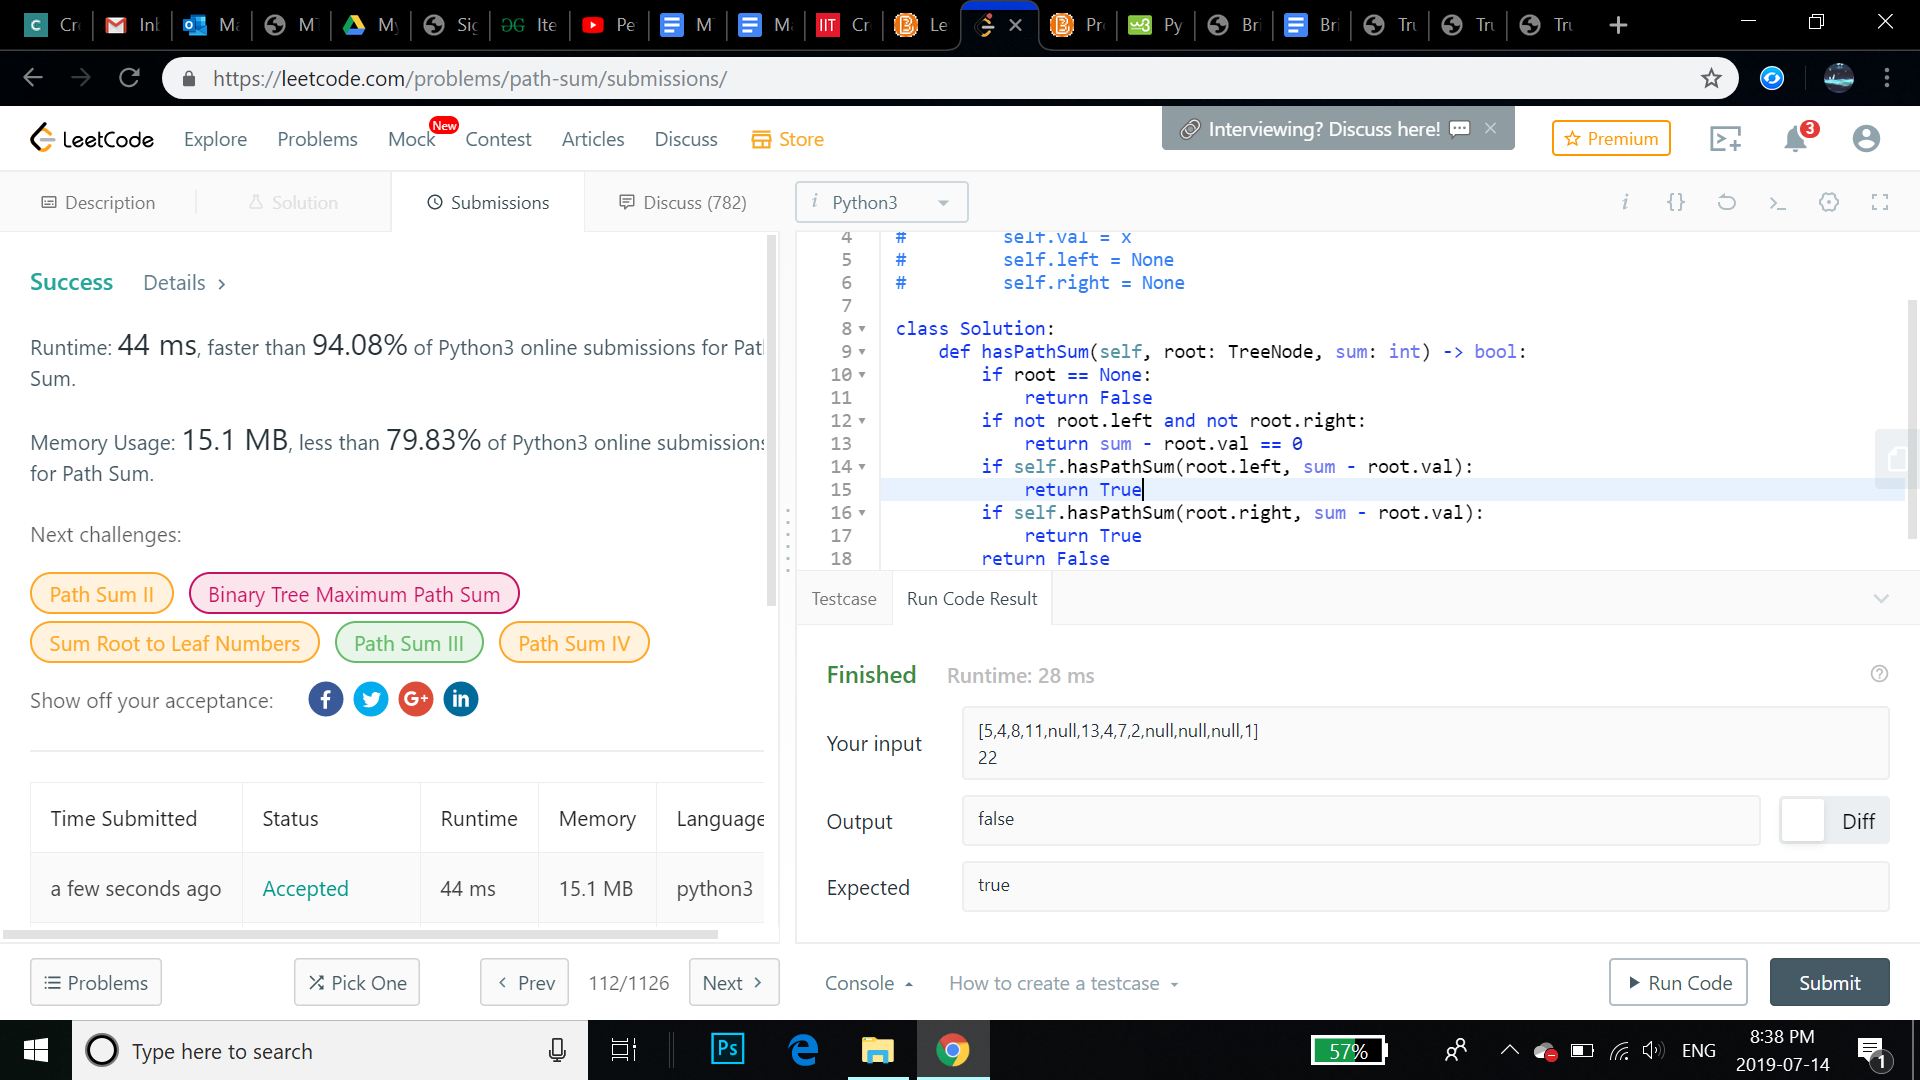 Cr
Inb
Ma
MT
My
Sig
Ite
Pe
M
Ma
IIT Cr
Le
Pr
Py
Bri
Bri
Tru
Tru
Tru
https://leetcode.com/problems/path-sum/submissions/
LeetCode Explore Problems Mock New Contest Articles Discuss Store Interviewing? Discuss here! Premium 3
Description Solution Submissions Discuss (782) i Python3
Success Details >
Runtime: 44 ms, faster than 94.08% of Python3 online submissions for Pat
Sum.
Memory Usage: 15.1 MB, less than 79.83% of Python3 online submissions
for Path Sum.
Next challenges:
Path Sum II Binary Tree Maximum Path Sum
Sum Root to Leaf Numbers Path Sum III Path Sum IV
Show off your acceptance: f G+ in
Time Submitted Status Runtime Memory Language
a few seconds ago Accepted 44 ms 15.1 MB python3
4 # self.val = x
5 # self.left = None
6 # self.right = None
7
8 class Solution:
9 def hasPathSum(self, root: TreeNode, sum: int) -> bool:
10 if root == None:
11 return False
12 if not root.left and not root.right:
13 return sum - root.val == 0
14 if self.hasPathSum(root.left, sum - root.val):
15 return True
16 if self.hasPathSum(root.right, sum - root.val):
17 return True
18 return False
Testcase Run Code Result
Finished Runtime: 28 ms
Your input
[5,4,8,11,null,13,4,7,2,null,null,null,1]
22
Output false Diff
Expected true
Problems Pick One < Prev 112/1126 Next > Console How to create a testcase Run Code Submit
Type here to search Ps 57% ENG 8:38 PM
2019-07-14 1